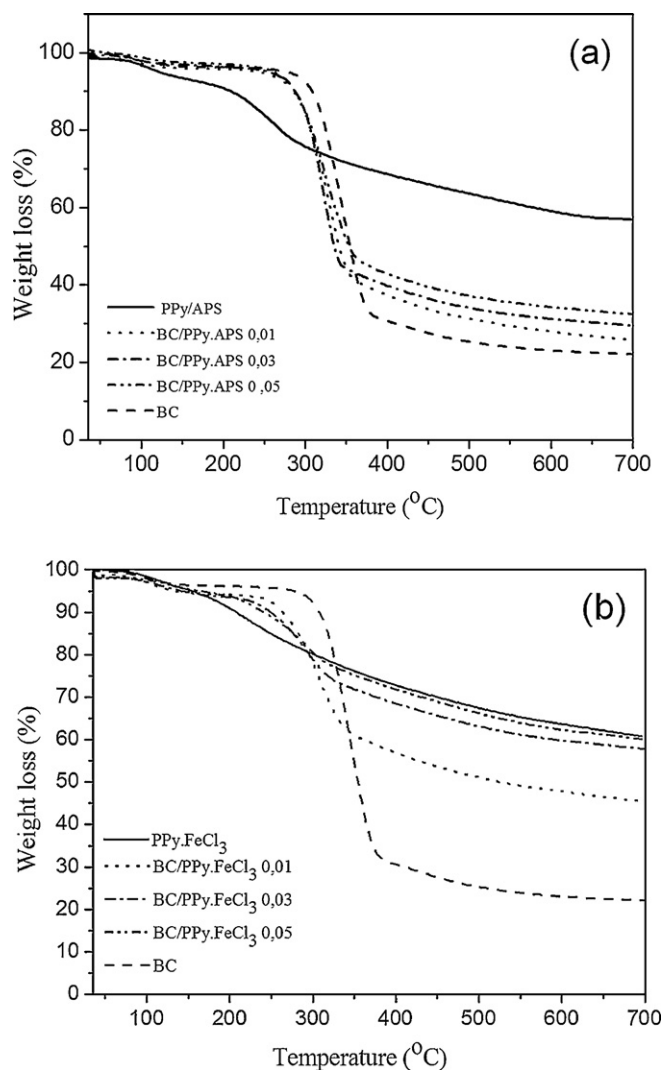 (a)
Weight loss (%)
100
80
60
40
20
0
PPy/APS
BC/PPy.APS 0,01
BC/PPy.APS 0,03
BC/PPy.APS 0 ,05
BC
100 200 300 400 500 600 700
Temperature (°C)
(b)
Weight loss (%)
100
90
80
70
60
50
40
30
20
10
0
PPy.FeCl₃
BC/PPy.FeCl₃ 0,01
BC/PPy.FeCl₃ 0,03
BC/PPy.FeCl₃ 0,05
BC
100 200 300 400 500 600 700
Temperature (°C)